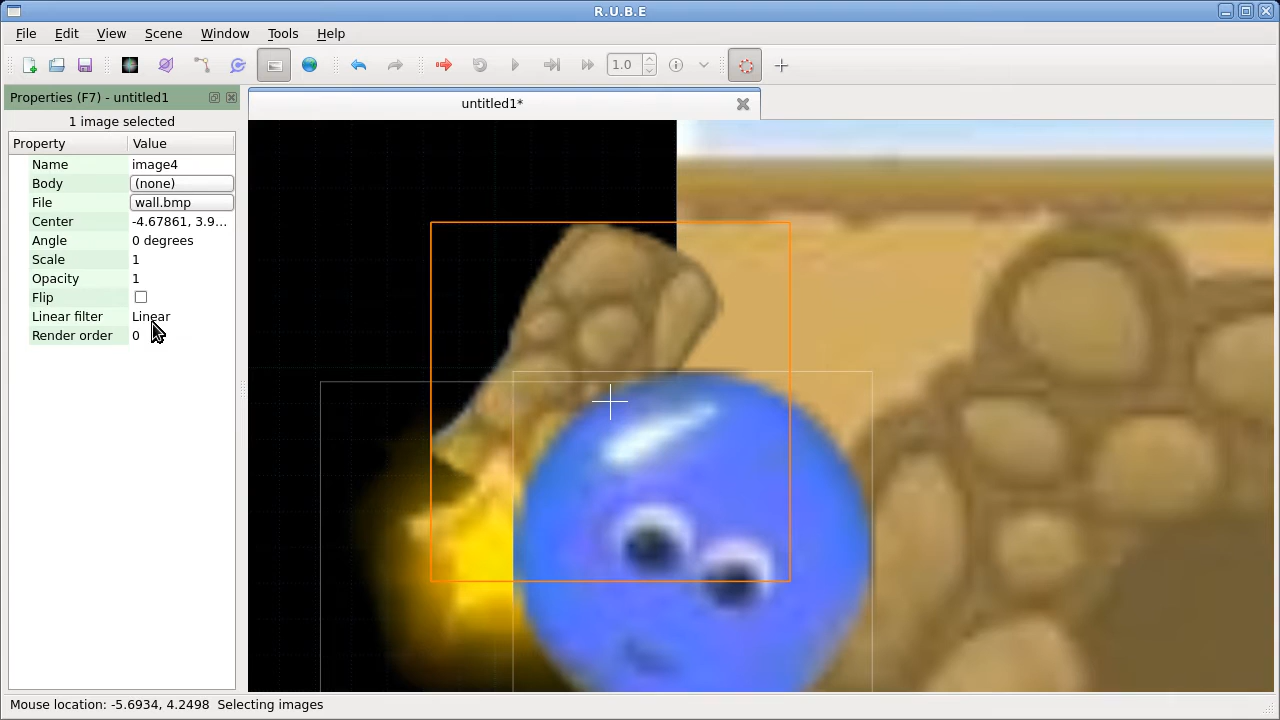 R.U.B.E
File Edit View Scene Window Tools Help
1.0
Properties (F7) - untitled1
untitled1*
1 image selected
Property Value
Name image4
Body (none)
File wall.bmp
Center -4.67861, 3.9...
Angle 0 degrees
Scale 1
Opacity 1
Flip
Linear filter Linear
Render order 0
Mouse location: -5.6934, 4.2498 Selecting images